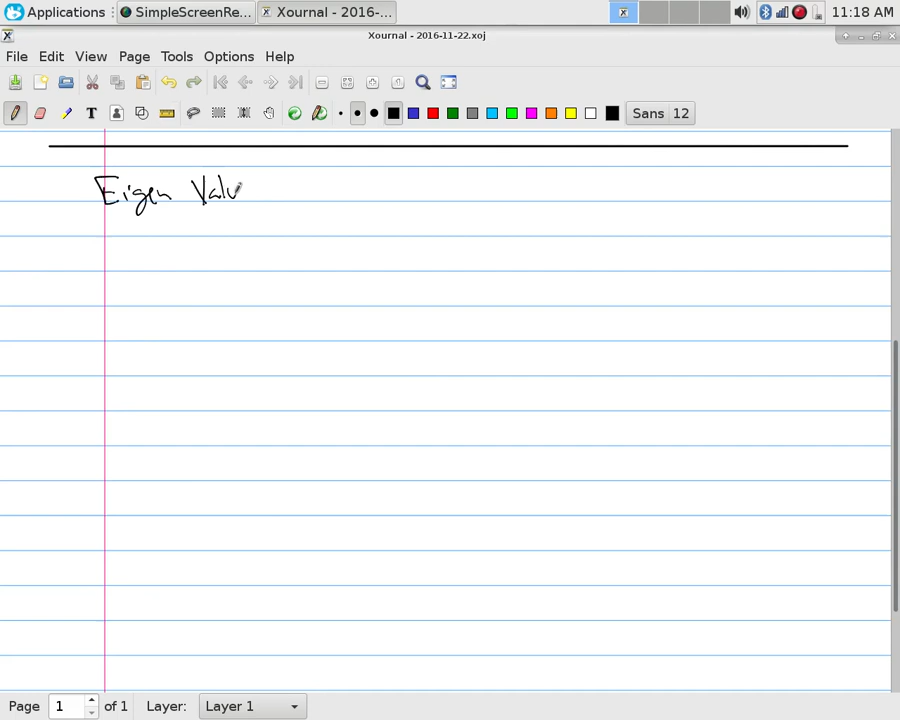 Applications SimpleScreenRe... Xournal - 2016-... 11:18 AM
Xournal - 2016-11-22.xoj
File Edit View Page Tools Options Help
T Sans 12
Eigen Valu
Page 1 of 1 Layer: Layer 1